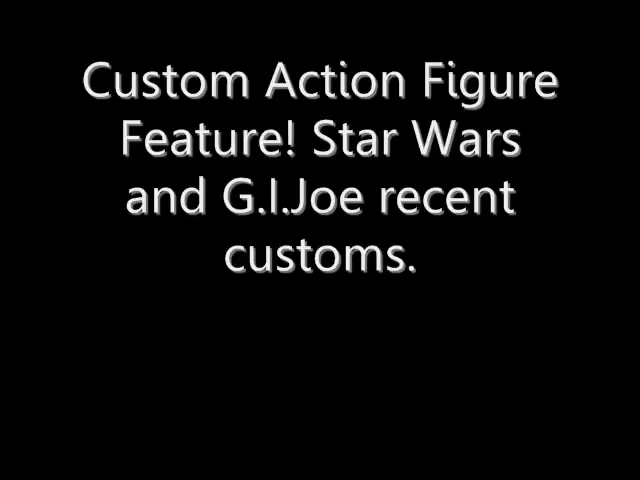 Custom Action Figure
Feature! Star Wars
and G.I.Joe recent
customs.